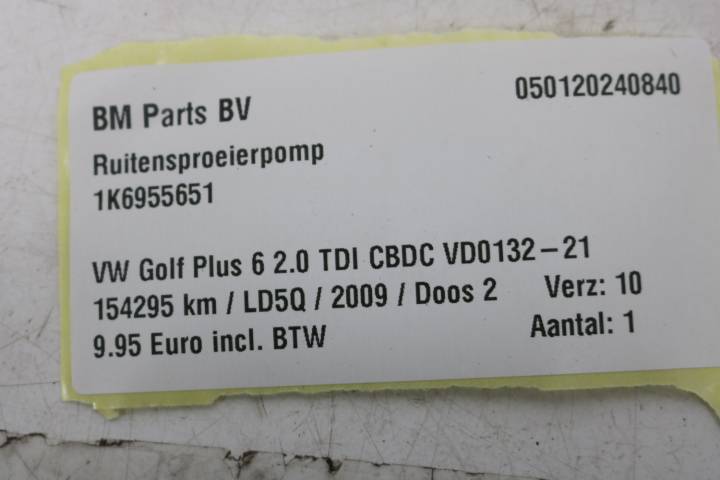 BM Parts BV 050120240840
Ruitensproeierpomp
1K6955651
VW Golf Plus 6 2.0 TDI CBDC VD0132-21
154295 km / LD5Q / 2009 / Doos 2 Verz: 10
9.95 Euro incl. BTW Aantal: 1